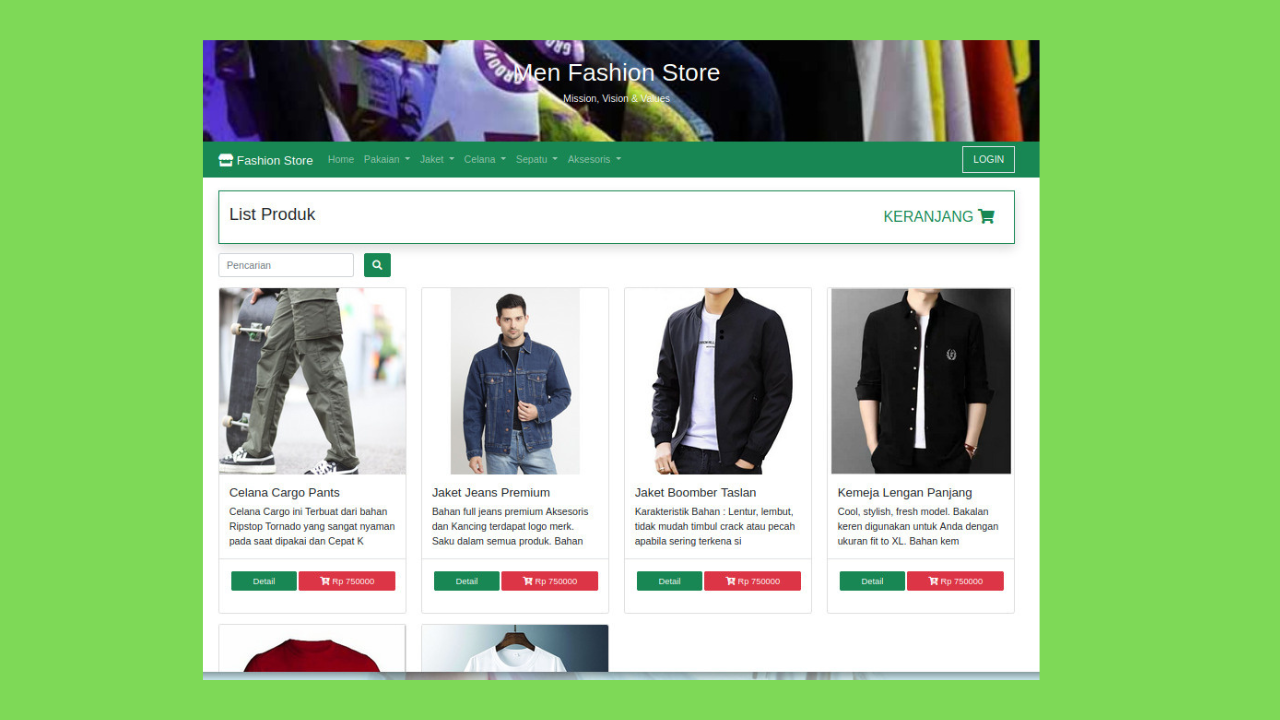 Men Fashion Store
Mission, Vision & Values
Fashion Store Home Pakaian Jaket Celana Sepatu Aksesoris LOGIN
List Produk KERANJANG
Pencarian
Celana Cargo Pants
Celana Cargo ini Terbuat dari bahan
Ripstop Tornado yang sangat nyaman
pada saat dipakai dan Cepat K
Detail Rp 750000
Jaket Jeans Premium
Bahan full jeans premium Aksesoris
dan Kancing terdapat logo merk.
Saku dalam semua produk. Bahan
Detail Rp 750000
Jaket Boomber Taslan
Karakteristik Bahan : Lentur, lembut,
tidak mudah timbul crack atau pecah
apabila sering terkena si
Detail Rp 750000
Kemeja Lengan Panjang
Cool, stylish, fresh model. Bakalan
keren digunakan untuk Anda dengan
ukuran fit to XL. Bahan kem
Detail Rp 750000